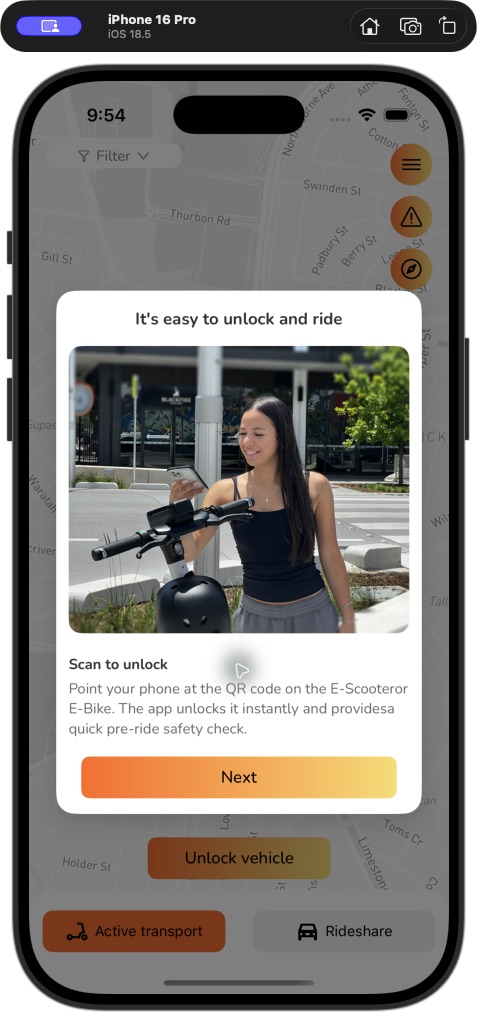 iPhone 16 Pro
iOS 18.5
9:54
Filter
Swinden St
Thurbon Rd
Padbury St
Berry St
Gill St
It's easy to unlock and ride
BLACKFIRE
Scan to unlock
Point your phone at the QR code on the E-Scooteror
E-Bike. The app unlocks it instantly and providesa
quick pre-ride safety check.
Next
Toms Cr
Unlock vehicle
Holder St
Active transport
Rideshare